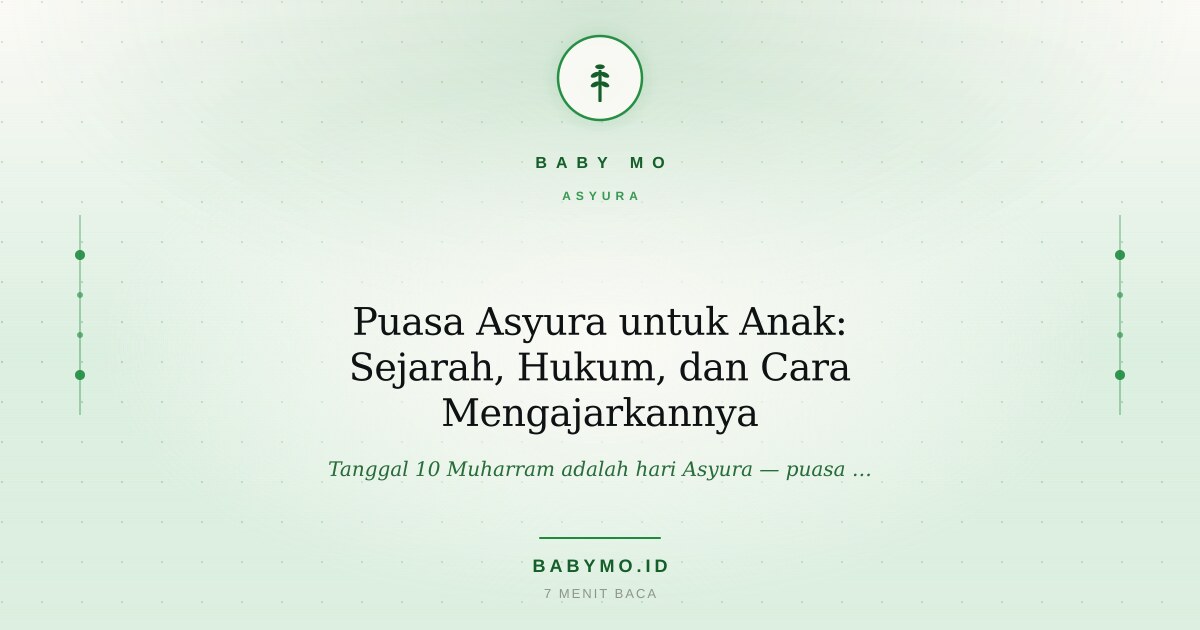 BABY MO
ASYURA
Puasa Asyura untuk Anak:
Sejarah, Hukum, dan Cara
Mengajarkannya
Tanggal 10 Muharram adalah hari Asyura — puasa ...
BABYMO.ID
7 MENIT BACA